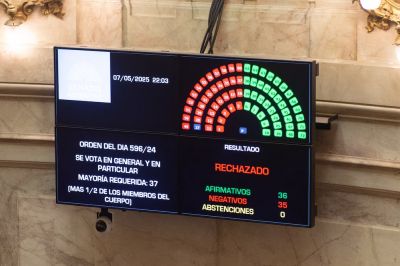 SENADO
07/05/2025 22:03
ORDEN DEL DIA 596/24
SE VOTA EN GENERAL Y EN
PARTICULAR
MAYORÍA REQUERIDA: 37
(MAS 1/2 DE LOS MIEMBROS DEL
CUERPO)
RESULTADO
RECHAZADO
AFIRMATIVOS 36
NEGATIVOS 35
ABSTENCIONES 0